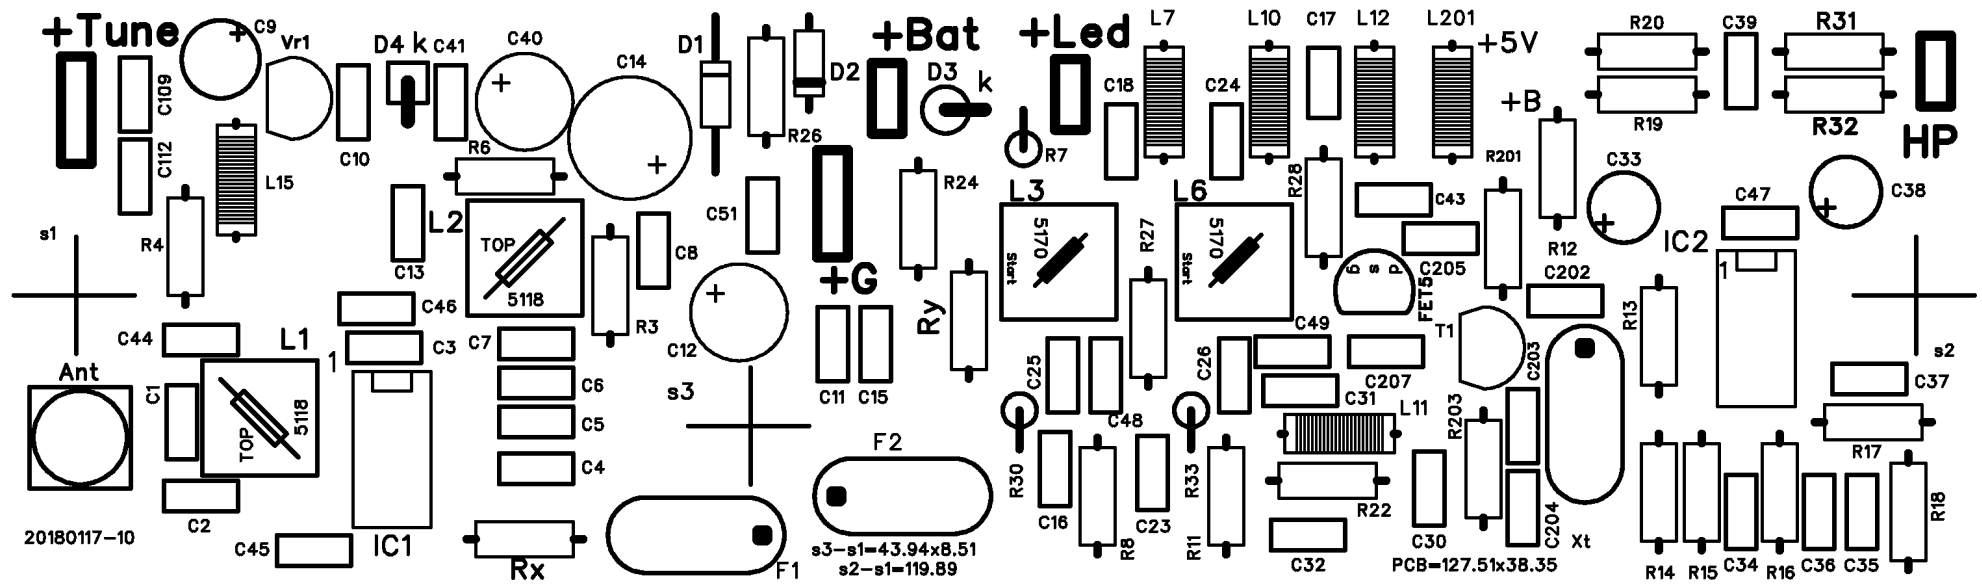 +Tune
C9
Vr1
D4 k
C41
C40
C14
D1
D2
+Bat
D3
k
+Led
L7
L10
C17
L12
L201
+5V
R20
C39
R31
C109
C112
C10
R6
R26
R7
C18
C24
+B
R19
R32
HP
L15
R4
s1
C13
L2
TOP
5118
C8
R3
C51
R24
+G
L3
5170
Start
R27
L6
5170
Start
R28
C43
C205
g s d
FET5
R201
R12
C33
C202
IC2
1
C47
C38
C44
C46
C3
C7
C12
s3
Ry
C11
C15
C25
C48
C26
C49
C207
T1
C203
R13
s2
C37
Ant
L1
1
C1
TOP
5118
C6
C5
C4
F2
R30
R33
C31
L11
R203
R17
C2
20180117-10
C45
IC1
Rx
F1
s3-s1=43.94x8.51
s2-s1=119.89
C16
R8
C23
R11
R22
C32
C30
C204
Xt
PCB=127.51x38.35
R14
R15
C34
R16
C36
C35
R18